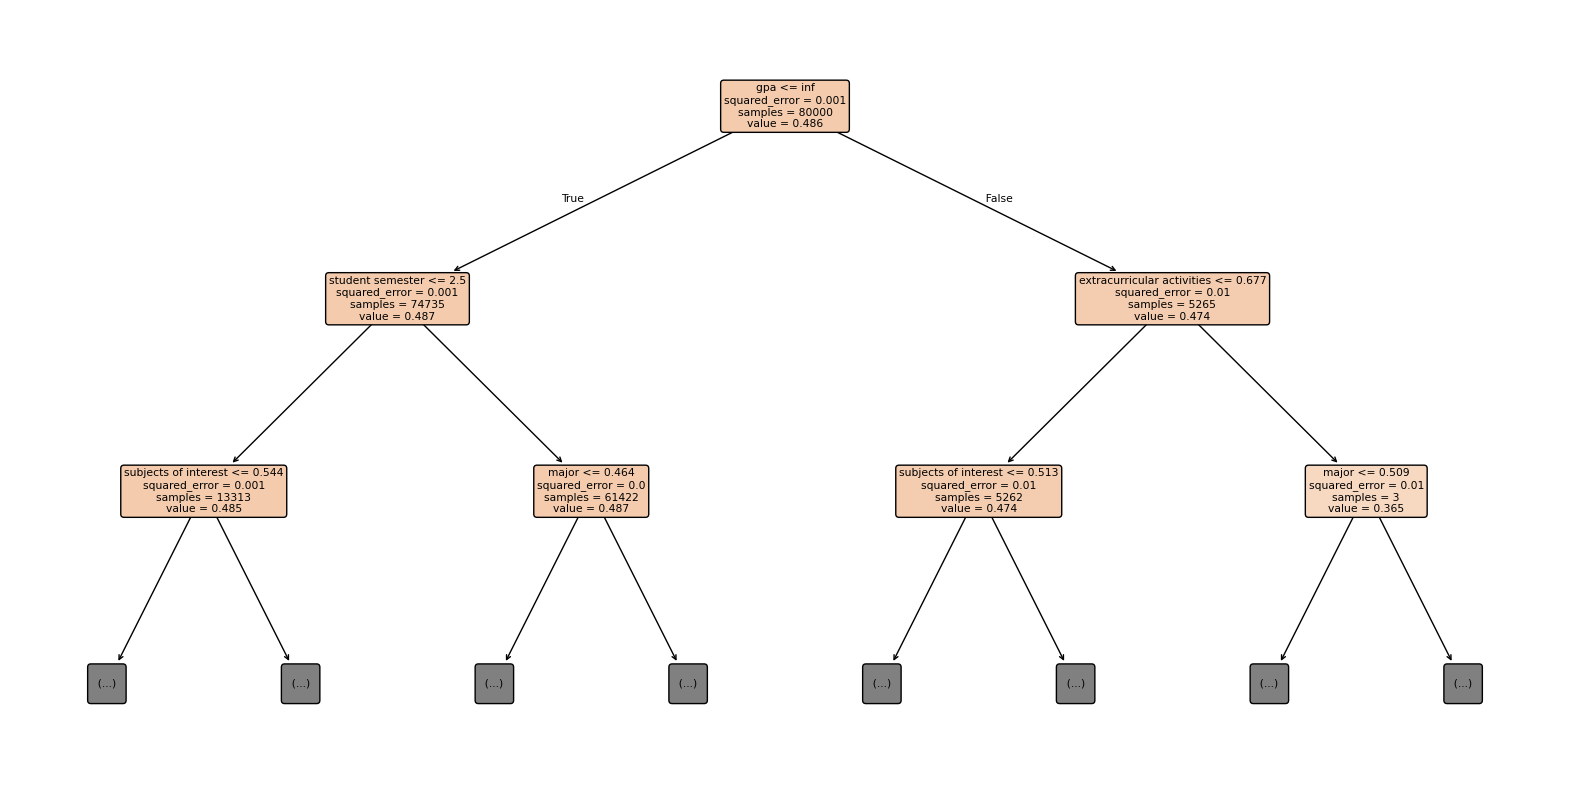 gpa <= inf
squared_error = 0.001
samples = 80000
value = 0.486
True
False
student semester <= 2.5
squared_error = 0.001
samples = 74735
value = 0.487
extracurricular activities <= 0.677
squared_error = 0.01
samples = 5265
value = 0.474
subjects of interest <= 0.544
squared_error = 0.001
samples = 13313
value = 0.485
major <= 0.464
squared_error = 0.0
samples = 61422
value = 0.487
subjects of interest <= 0.513
squared_error = 0.01
samples = 5262
value = 0.474
major <= 0.509
squared_error = 0.01
samples = 3
value = 0.365
(...)
(...)
(...)
(...)
(...)
(...)
(...)
(...)